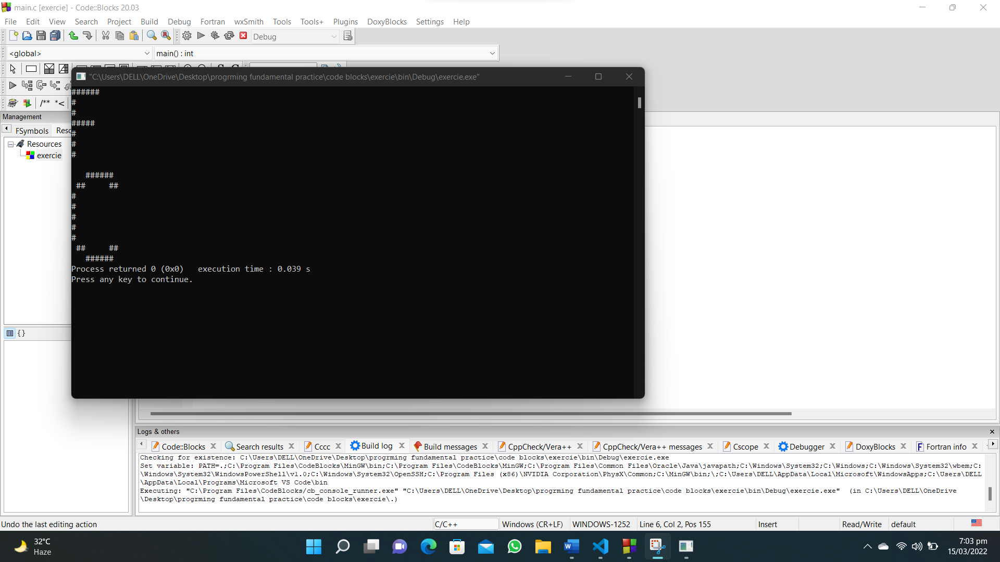 main.c [exercie] - Code::Blocks 20.03
File Edit View Search Project Build Debug Fortran wxSmith Tools Tools+ Plugins DoxyBlocks Settings Help
Debug
<global> main() : int
"C:\Users\DELL\OneDrive\Desktop\progrming fundamental practice\code blocks\exercie\bin\Debug\exercie.exe"
/** *<
Management
FSymbols
Resources
exercie
{}
######
#
#
#####
#
#
#
   ######
 ##     ##
#
#
#
#
#
 ##     ##
   ######
Process returned 0 (0x0)   execution time : 0.039 s
Press any key to continue.
Logs & others
Code::Blocks Search results Cccc Build log Build messages CppCheck/Vera++ CppCheck/Vera++ messages Cscope Debugger DoxyBlocks Fortran info
Checking for existence: C:\Users\DELL\OneDrive\Desktop\progrming fundamental practice\code blocks\exercie\bin\Debug\exercie.exe
Set variable: PATH=.;C:\Program Files\CodeBlocks\MinGW\bin;C:\Program Files\CodeBlocks\MinGW;C:\Program Files\Common Files\Oracle\Java\javapath;C:\Windows\System32;C:\Windows;C:\Windows\System32\wbem;C:
\Windows\System32\WindowsPowerShell\v1.0;C:\Windows\System32\OpenSSH;C:\Program Files (x86)\NVIDIA Corporation\PhysX\Common;C:\MinGW\bin;\;C:\Users\DELL\AppData\Local\Microsoft\WindowsApps;C:\Users\DELL
\AppData\Local\Programs\Microsoft VS Code\bin
Executing: "C:\Program Files\CodeBlocks/cb_console_runner.exe" "C:\Users\DELL\OneDrive\Desktop\progrming fundamental practice\code blocks\exercie\bin\Debug\exercie.exe"  (in C:\Users\DELL\OneDrive
\Desktop\progrming fundamental practice\code blocks\exercie\.)
Undo the last editing action C/C++ Windows (CR+LF) WINDOWS-1252 Line 6, Col 2, Pos 155 Insert Read/Write default
32°C
Haze
7:03 pm
15/03/2022